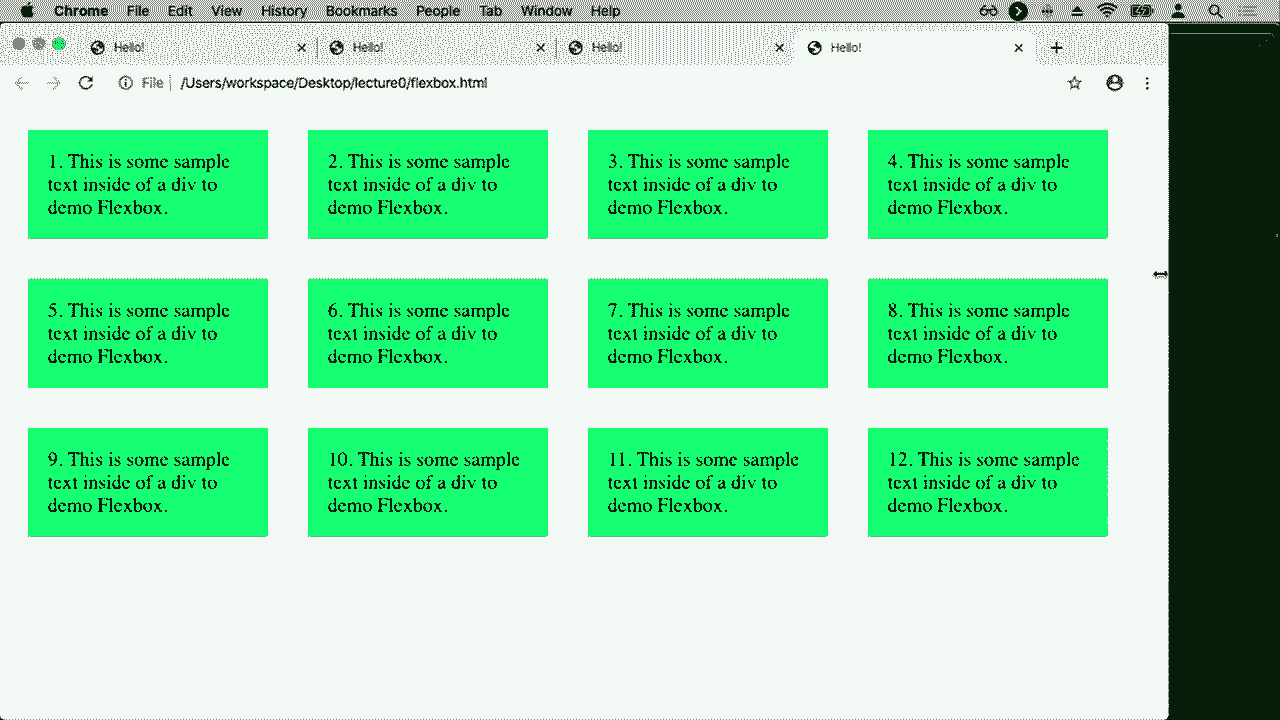 Chrome File Edit View History Bookmarks People Tab Window Help
Hello! Hello! Hello! Hello!
File /Users/workspace/Desktop/lecture0/flexbox.html
1. This is some sample
text inside of a div to
demo Flexbox.
2. This is some sample
text inside of a div to
demo Flexbox.
3. This is some sample
text inside of a div to
demo Flexbox.
4. This is some sample
text inside of a div to
demo Flexbox.
5. This is some sample
text inside of a div to
demo Flexbox.
6. This is some sample
text inside of a div to
demo Flexbox.
7. This is some sample
text inside of a div to
demo Flexbox.
8. This is some sample
text inside of a div to
demo Flexbox.
9. This is some sample
text inside of a div to
demo Flexbox.
10. This is some sample
text inside of a div to
demo Flexbox.
11. This is some sample
text inside of a div to
demo Flexbox.
12. This is some sample
text inside of a div to
demo Flexbox.